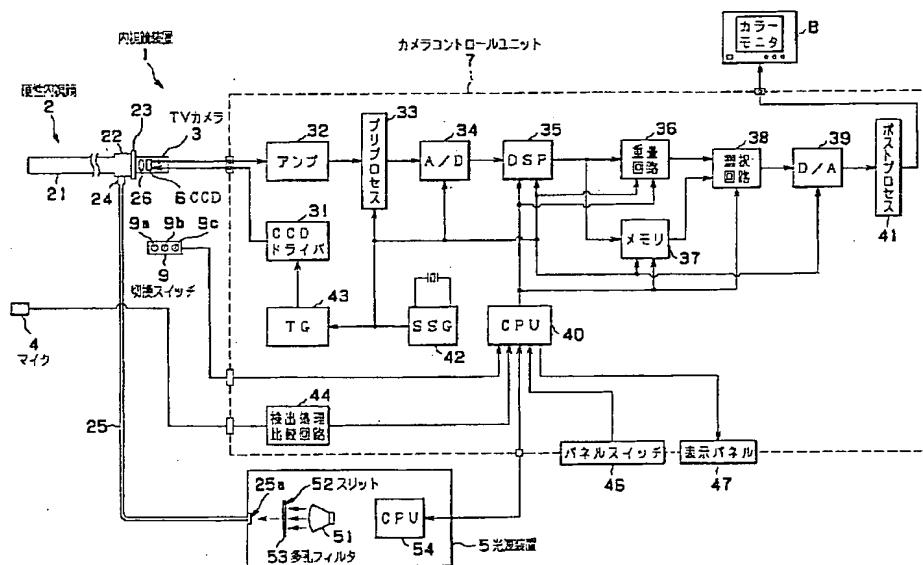 内視鏡装置
1
硬性内視鏡
2
21
22
23
24
TVカメラ
3
26
6 CCD
9a 9b 9c
9
切換スイッチ
4
マイク
25
カメラコントロールユニット
7
32
アンプ
33
プリプロセス
34
A/D
35
DSP
36
重畳
回路
メモリ
37
38
選択
回路
39
D/A
ポストプロセス
41
カラー
モニタ
8
31
CCD
ドライバ
43
TG
SSG
42
CPU
40
44
検出処理
比較回路
パネルスイッチ
46
表示パネル
47
25a
52 スリット
51
53 多孔フィルタ
CPU
54
5 光源装置